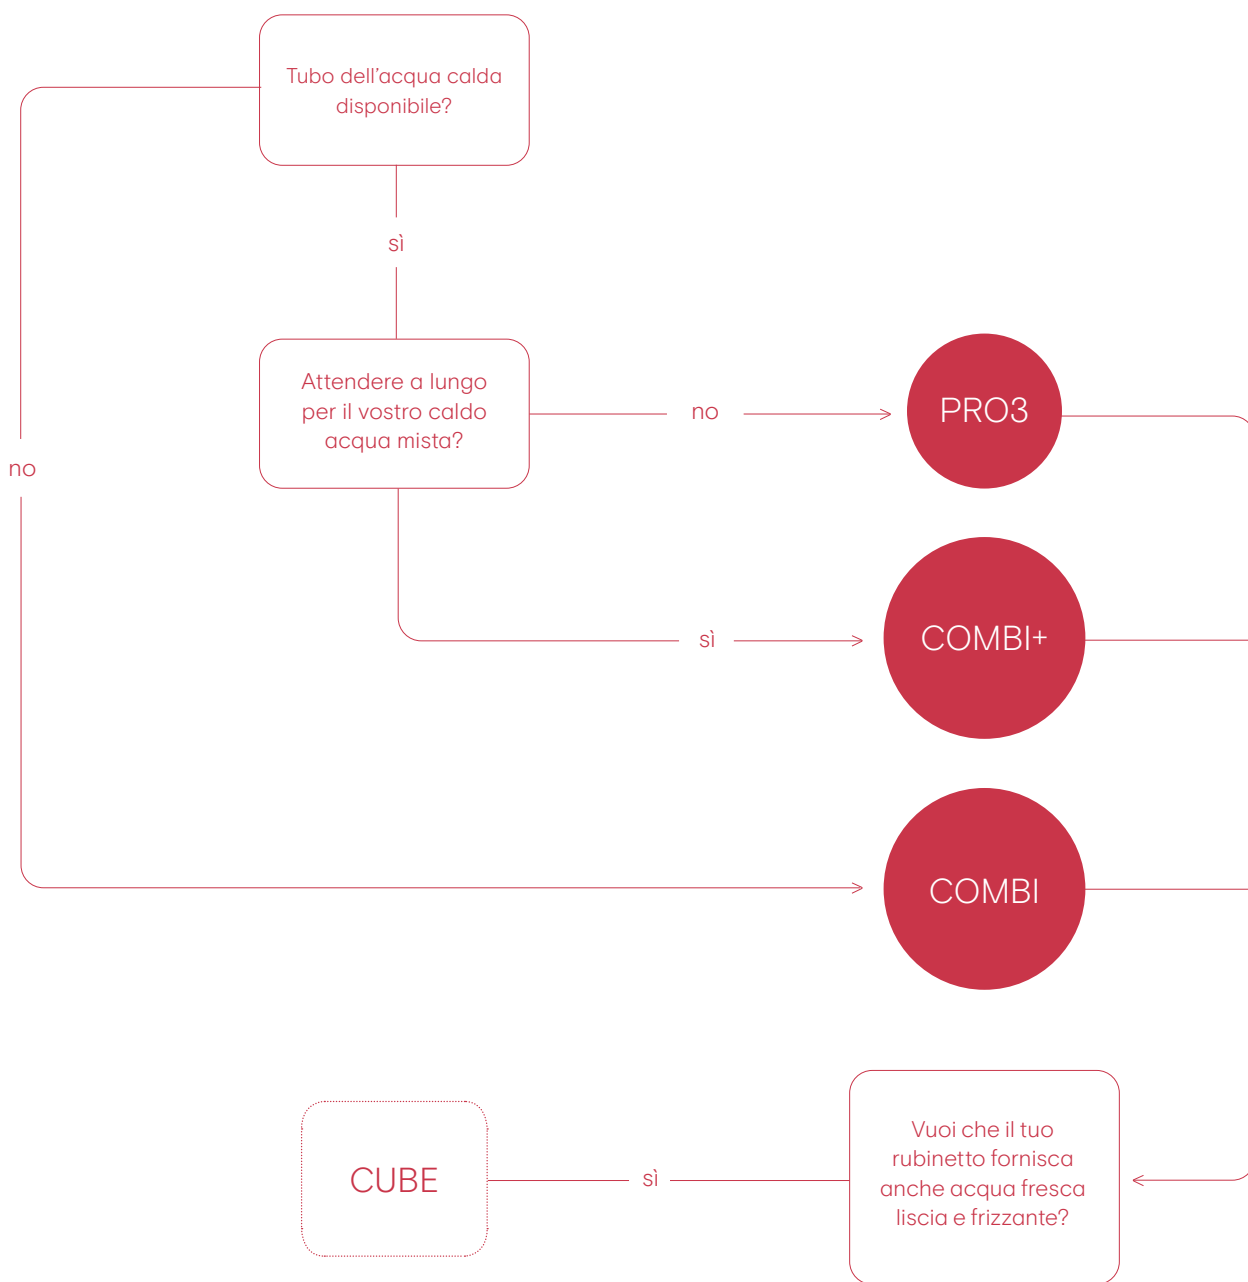 Tubo dell'acqua calda
disponibile?
sì
Attendere a lungo
per il vostro caldo
acqua mista?
no
PRO3
no
sì
COMBI+
COMBI
Vuoi che il tuo
rubinetto fornisca
anche acqua fresca
liscia e frizzante?
sì
CUBE